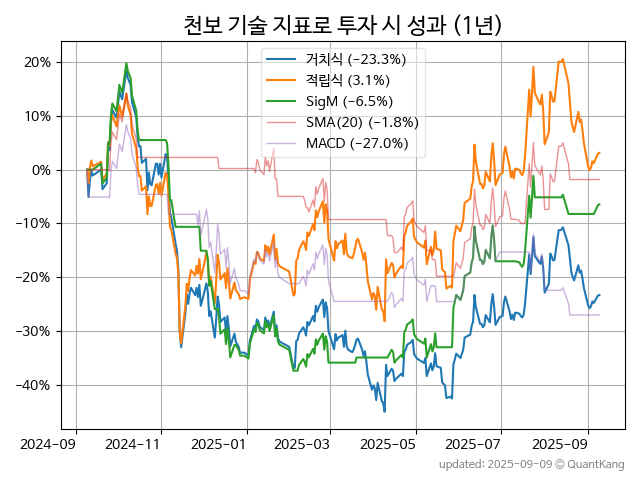 천보 기술 지표로 투자 시 성과 (1년)
거치식 (−23.3%)
적립식 (3.1%)
SigM (−6.5%)
SMA(20) (−1.8%)
MACD (−27.0%)
20%
10%
0%
−10%
−20%
−30%
−40%
2024-09 2024-11 2025-01 2025-03 2025-05 2025-07 2025-09
updated: 2025-09-09 © QuantKang